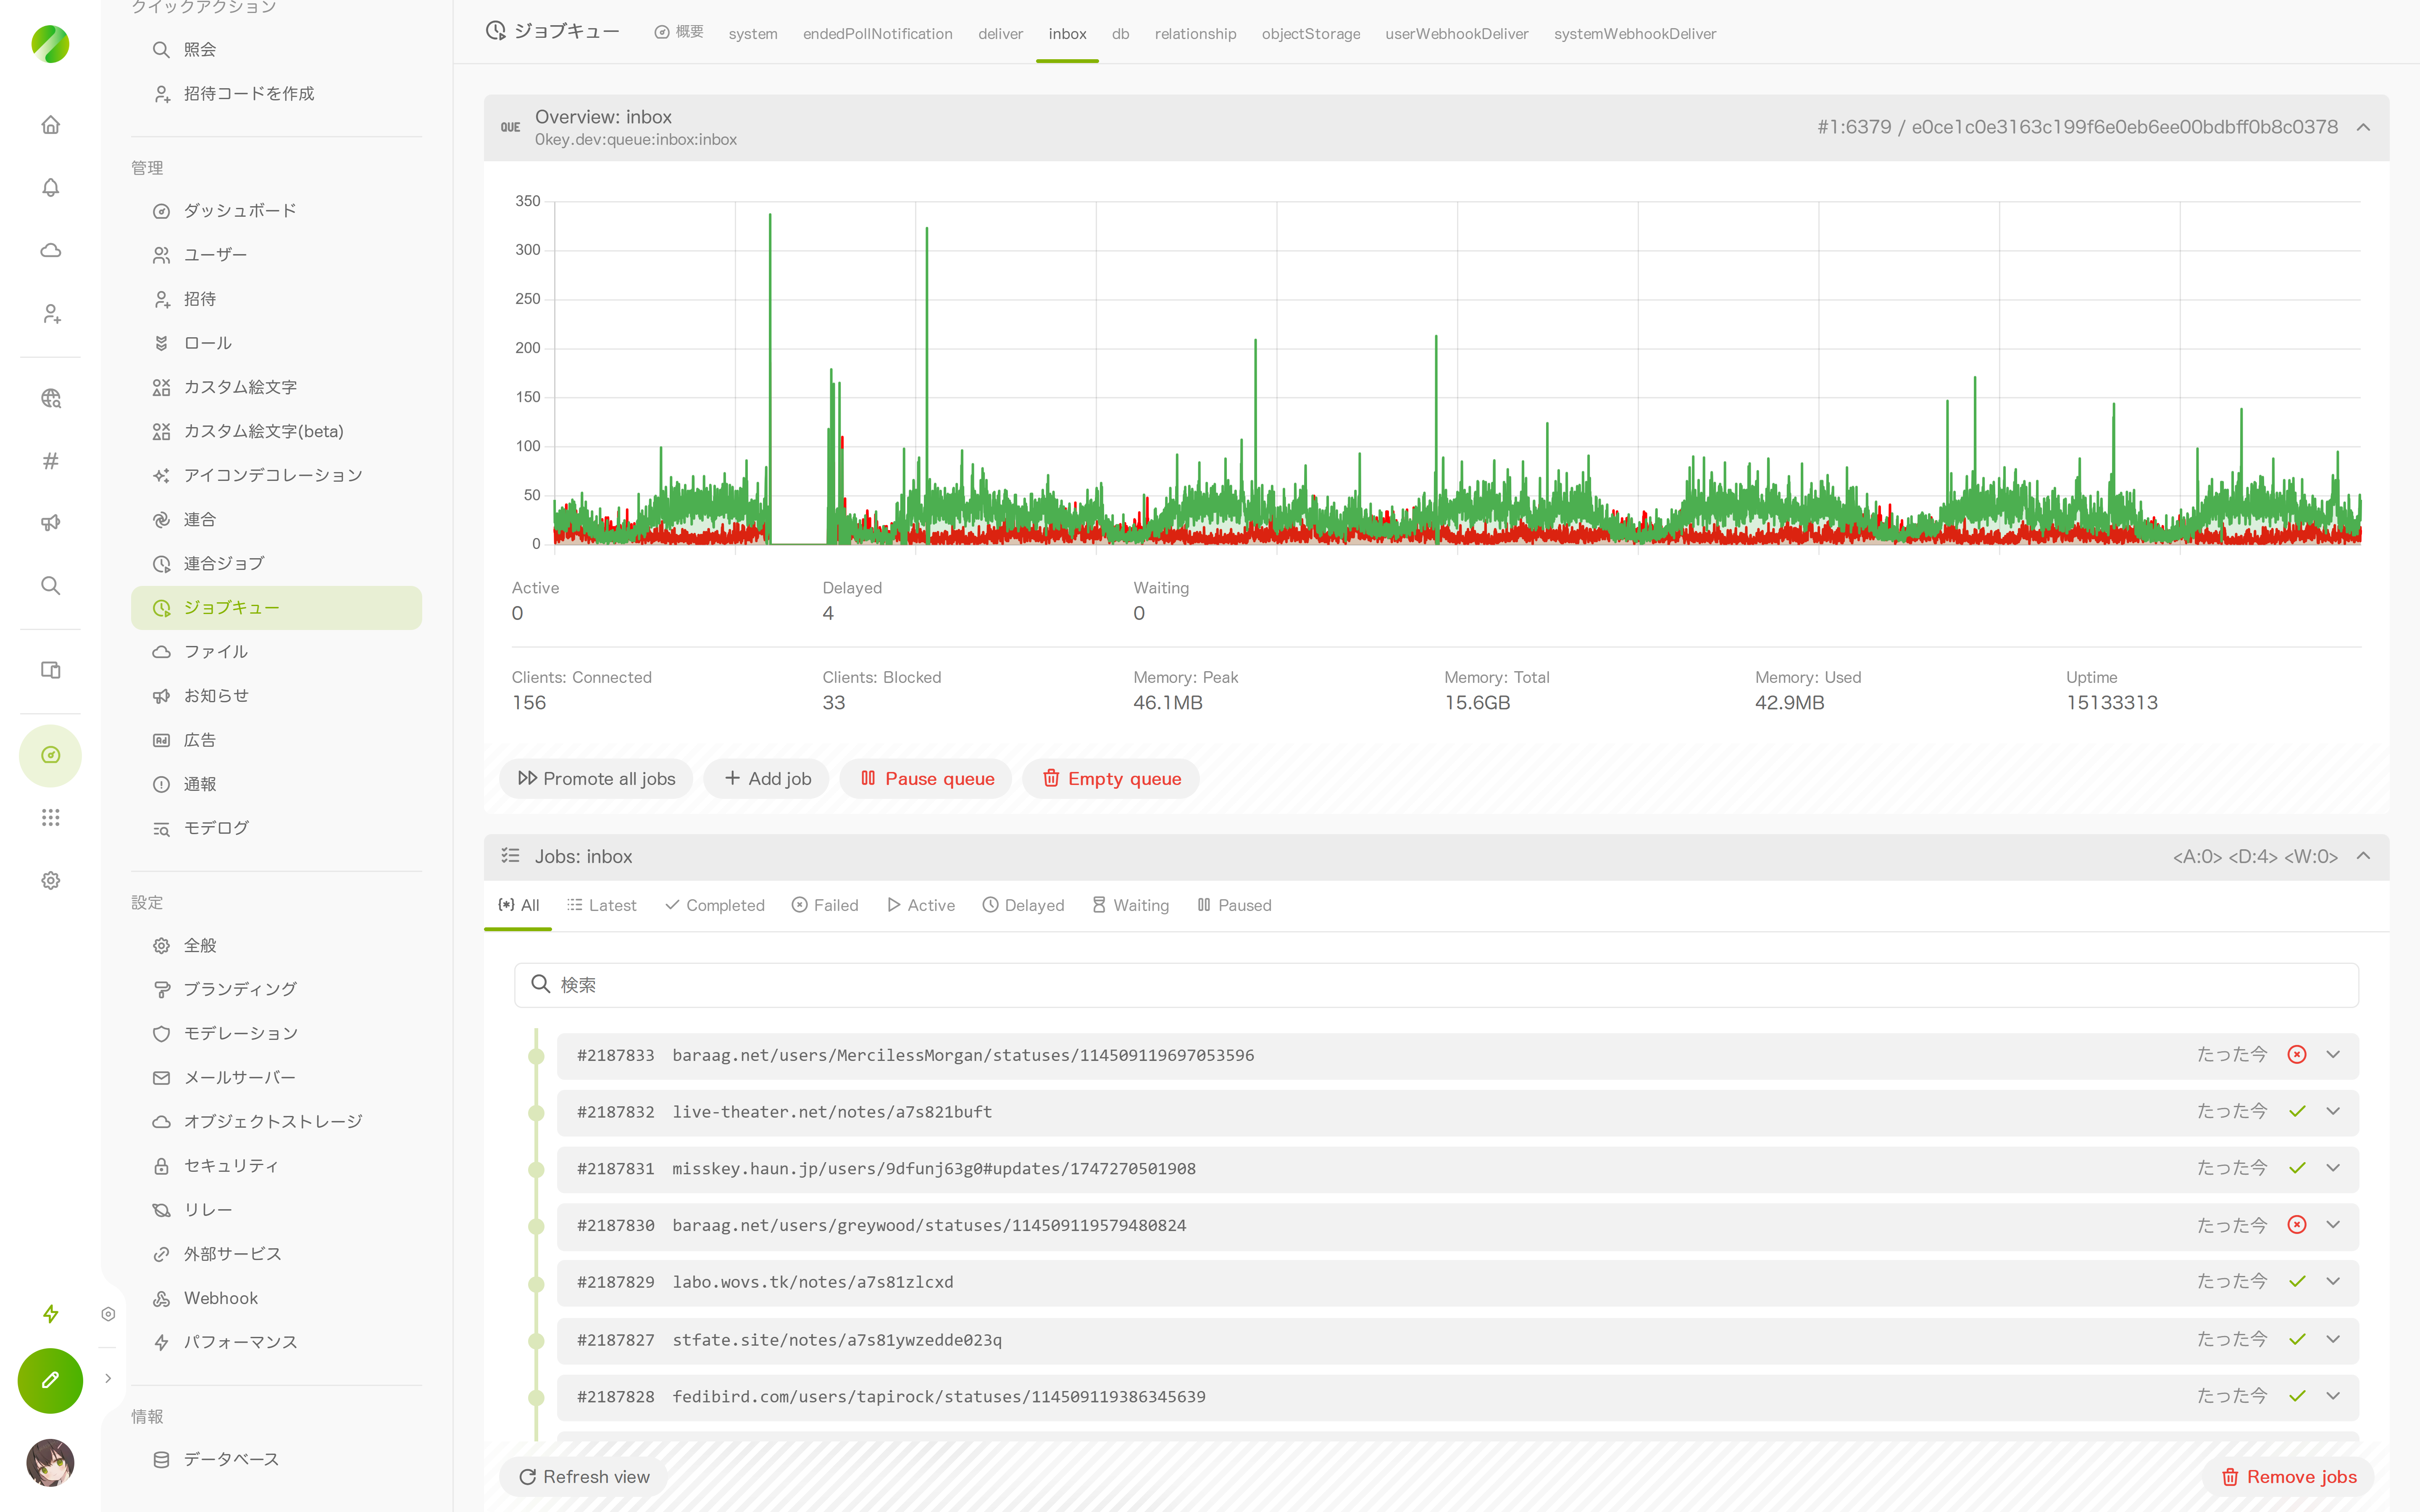 クイックアクション
照会
招待コードを作成
管理
ダッシュボード
ユーザー
招待
ロール
カスタム絵文字
カスタム絵文字(beta)
アイコンデコレーション
連合
連合ジョブ
ジョブキュー
ファイル
お知らせ
広告
通報
モデログ
設定
全般
ブランディング
モデレーション
メールサーバー
オブジェクトストレージ
セキュリティ
リレー
外部サービス
Webhook
パフォーマンス
情報
データベース
ジョブキュー 概要 system endedPollNotification deliver inbox db relationship objectStorage userWebhookDeliver systemWebhookDeliver
QUE Overview: inbox #1:6379 / e0ce1c0e3163c199f6e0eb6ee00bdbff0b8c0378
0key.dev:queue:inbox:inbox
350
300
250
200
150
100
50
0
Active Delayed Waiting
0 4 0
Clients: Connected Clients: Blocked Memory: Peak Memory: Total Memory: Used Uptime
156 33 46.1MB 15.6GB 42.9MB 15133313
Promote all jobs Add job Pause queue Empty queue
Jobs: inbox <A:0> <D:4> <W:0>
All Latest Completed Failed Active Delayed Waiting Paused
検索
#2187833 baraag.net/users/MercilessMorgan/statuses/114509119697053596 たった今
#2187832 live-theater.net/notes/a7s821buft たった今
#2187831 misskey.haun.jp/users/9dfunj63g0#updates/1747270501908 たった今
#2187830 baraag.net/users/greywood/statuses/114509119579480824 たった今
#2187829 labo.wovs.tk/notes/a7s81zlcxd たった今
#2187827 stfate.site/notes/a7s81ywzedde023q たった今
#2187828 fedibird.com/users/tapirock/statuses/114509119386345639 たった今
Refresh view Remove jobs